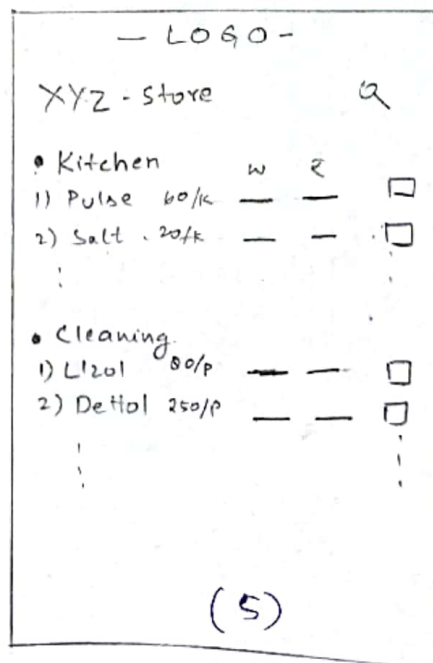 - LOGO -
XYZ - Store
• Kitchen W ₹
1) Pulse 60/K
2) Salt . 20/K
• Cleaning
1) Lizol 80/P
2) Dettol 250/P
(5)